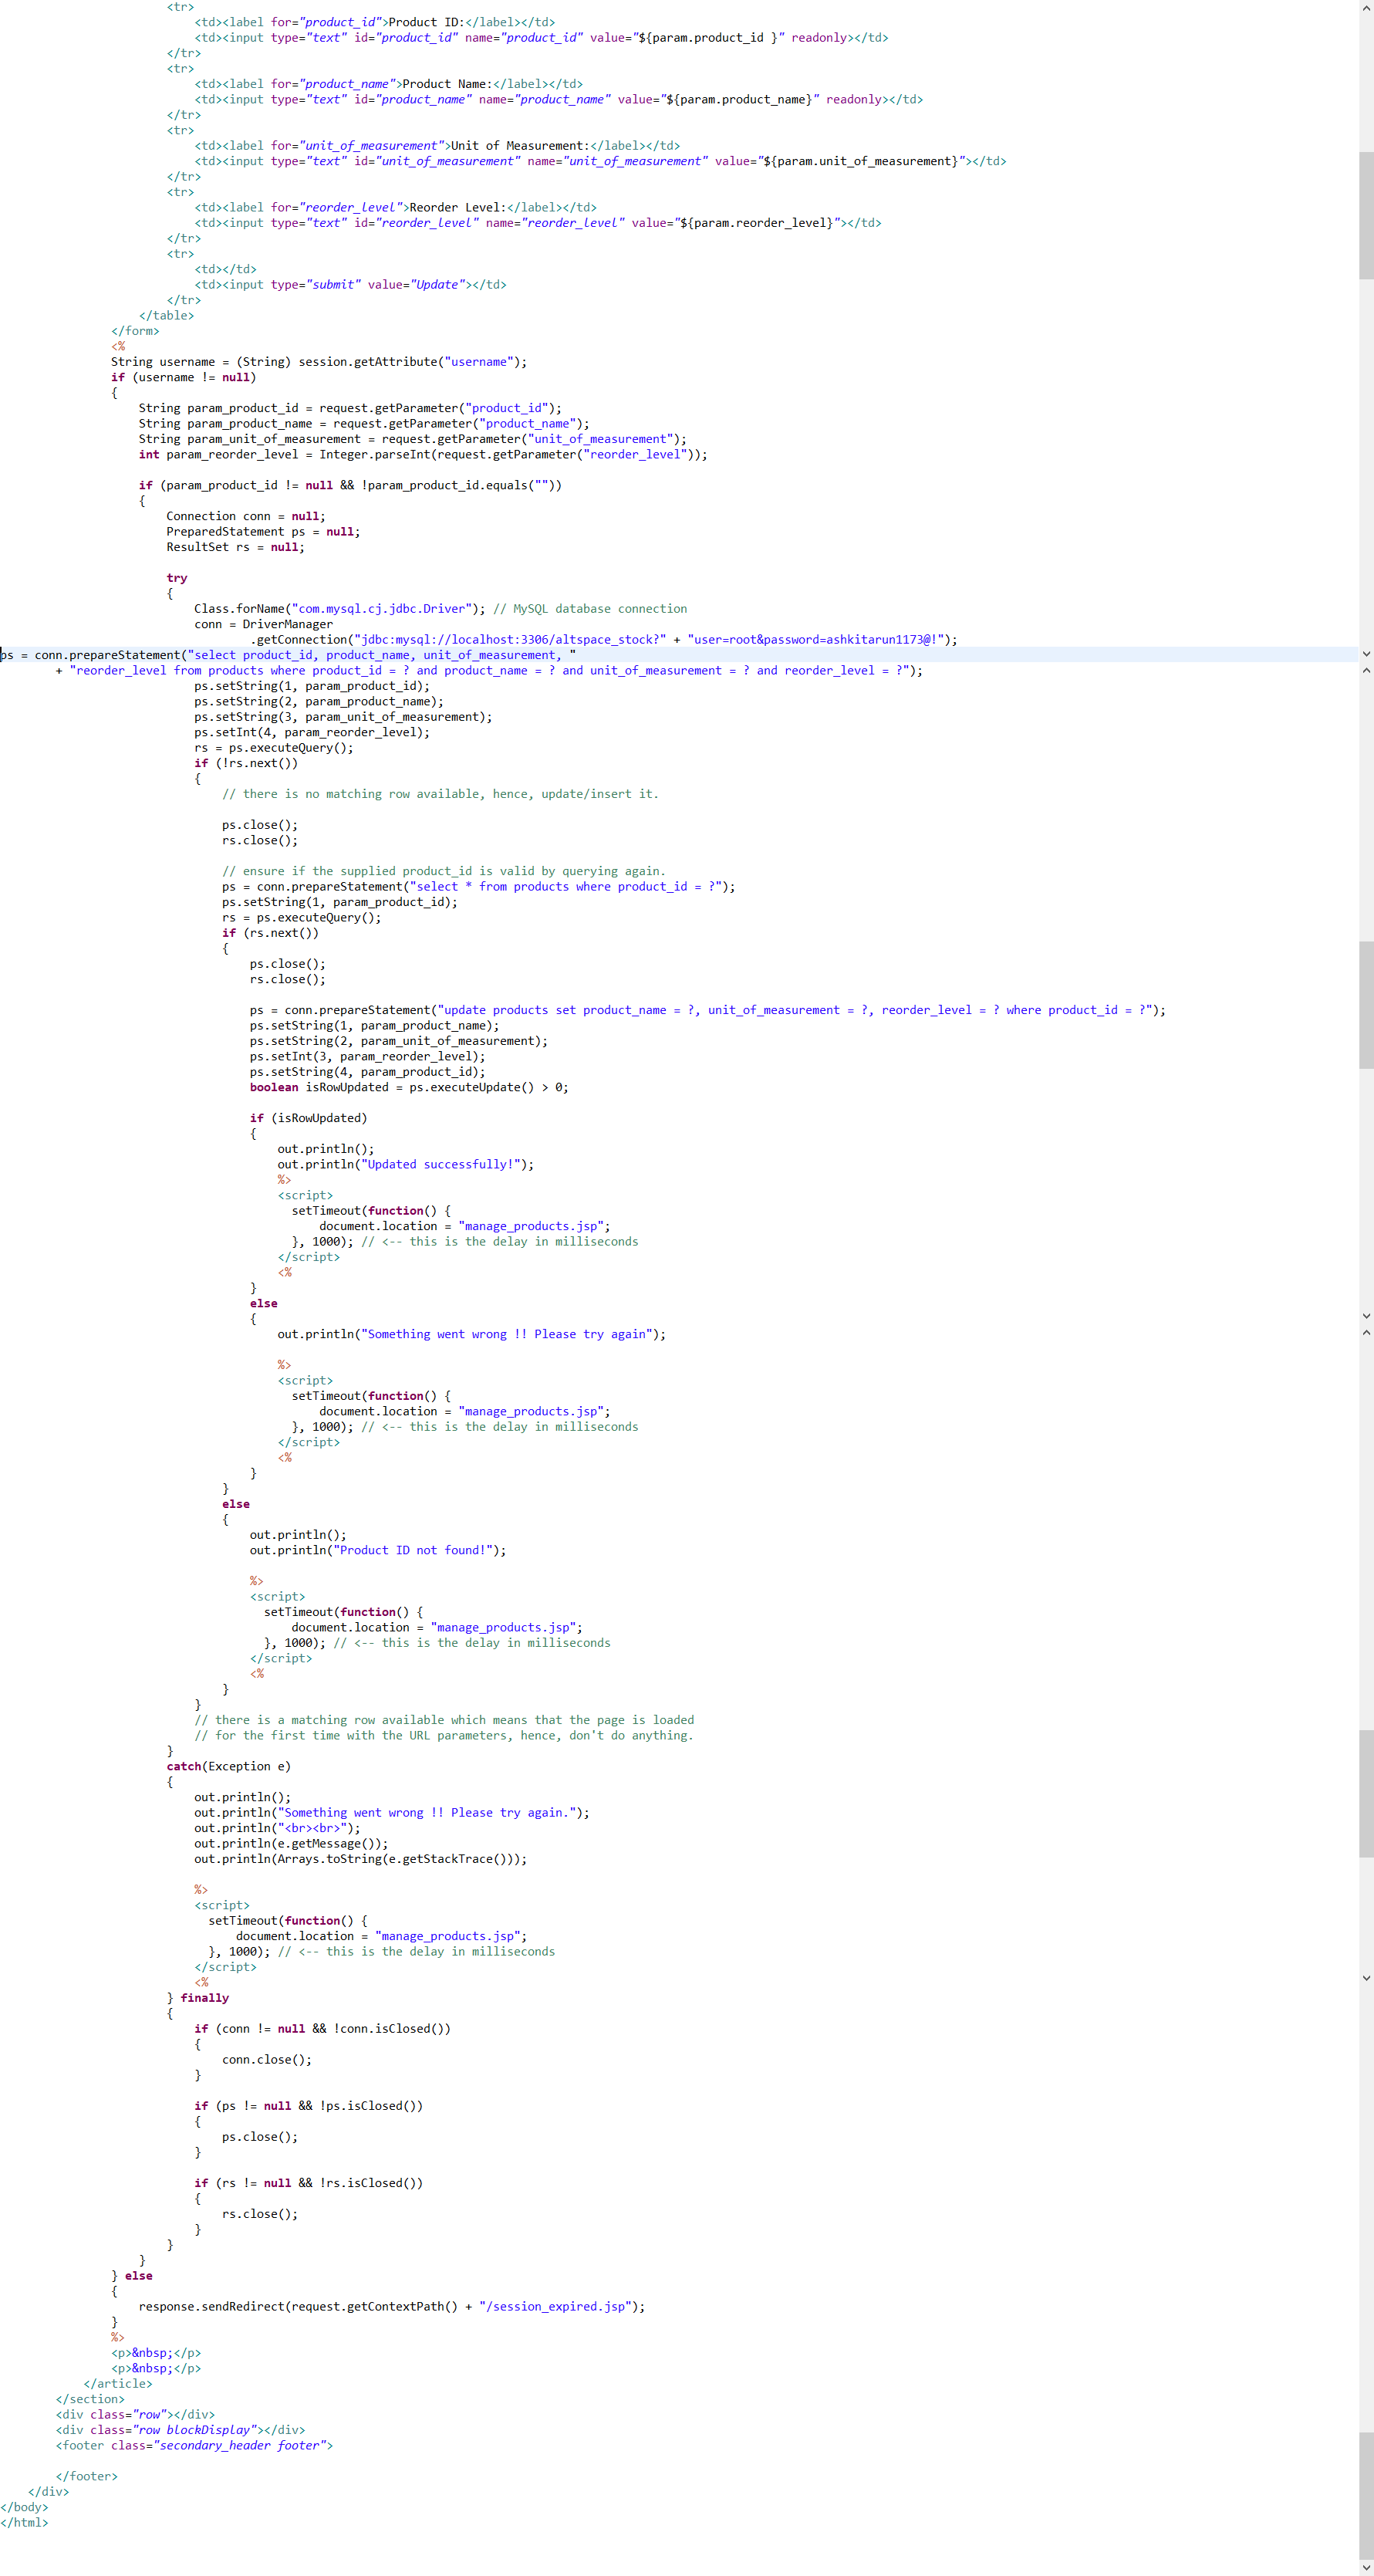 <tr>
<td><label for="product_id">Product ID:</label></td>
<td><input type="text" id="product_id" name="product_id" value="${param.product_id }" readonly></td>
</tr>
<tr>
<td><label for="product_name">Product Name:</label></td>
<td><input type="text" id="product_name" name="product_name" value="${param.product_name}" readonly></td>
</tr>
<tr>
<td><label for="unit_of_measurement">Unit of Measurement:</label></td>
<td><input type="text" id="unit_of_measurement" name="unit_of_measurement" value="${param.unit_of_measurement}"></td>
</tr>
<tr>
<td><label for="reorder_level">Reorder Level:</label></td>
<td><input type="text" id="reorder_level" name="reorder_level" value="${param.reorder_level}"></td>
</tr>
<tr>
<td></td>
<td><input type="submit" value="Update"></td>
</tr>
</table>
</form>
<%
String username = (String) session.getAttribute("username");
if (username != null)
{
String param_product_id = request.getParameter("product_id");
String param_product_name = request.getParameter("product_name");
String param_unit_of_measurement = request.getParameter("unit_of_measurement");
int param_reorder_level = Integer.parseInt(request.getParameter("reorder_level"));
if (param_product_id != null && !param_product_id.equals(""))
{
Connection conn = null;
PreparedStatement ps = null;
ResultSet rs = null;
try
{
Class.forName("com.mysql.cj.jdbc.Driver"); // MySQL database connection
conn = DriverManager
.getConnection("jdbc:mysql://localhost:3306/altspace_stock?" + "user=root&password=ashkitarun1173@!");
ps = conn.prepareStatement("select product_id, product_name, unit_of_measurement, "
+ "reorder_level from products where product_id = ? and product_name = ? and unit_of_measurement = ? and reorder_level = ?");
ps.setString(1, param_product_id);
ps.setString(2, param_product_name);
ps.setString(3, param_unit_of_measurement);
ps.setInt(4, param_reorder_level);
rs = ps.executeQuery();
if (!rs.next())
{
// there is no matching row available, hence, update/insert it.
ps.close();
rs.close();
// ensure if the supplied product_id is valid by querying again.
ps = conn.prepareStatement("select * from products where product_id = ?");
ps.setString(1, param_product_id);
rs = ps.executeQuery();
if (rs.next())
{
ps.close();
rs.close();
ps = conn.prepareStatement("update products set product_name = ?, unit_of_measurement = ?, reorder_level = ? where product_id = ?");
ps.setString(1, param_product_name);
ps.setString(2, param_unit_of_measurement);
ps.setInt(3, param_reorder_level);
ps.setString(4, param_product_id);
boolean isRowUpdated = ps.executeUpdate() > 0;
if (isRowUpdated)
{
out.println();
out.println("Updated successfully!");
%>
<script>
setTimeout(function() {
document.location = "manage_products.jsp";
}, 1000); // <-- this is the delay in milliseconds
</script>
<%
}
else
{
out.println("Something went wrong !! Please try again");
%>
<script>
setTimeout(function() {
document.location = "manage_products.jsp";
}, 1000); // <-- this is the delay in milliseconds
</script>
<%
}
}
else
{
out.println();
out.println("Product ID not found!");
%>
<script>
setTimeout(function() {
document.location = "manage_products.jsp";
}, 1000); // <-- this is the delay in milliseconds
</script>
<%
}
}
// there is a matching row available which means that the page is loaded
// for the first time with the URL parameters, hence, don't do anything.
}
catch(Exception e)
{
out.println();
out.println("Something went wrong !! Please try again.");
out.println("<br><br>");
out.println(e.getMessage());
out.println(Arrays.toString(e.getStackTrace()));
%>
<script>
setTimeout(function() {
document.location = "manage_products.jsp";
}, 1000); // <-- this is the delay in milliseconds
</script>
<%
} finally
{
if (conn != null && !conn.isClosed())
{
conn.close();
}
if (ps != null && !ps.isClosed())
{
ps.close();
}
if (rs != null && !rs.isClosed())
{
rs.close();
}
}
}
} else
{
response.sendRedirect(request.getContextPath() + "/session_expired.jsp");
}
%>
<p>&nbsp;</p>
<p>&nbsp;</p>
</article>
</section>
<div class="row"></div>
<div class="row blockDisplay"></div>
<footer class="secondary_header footer">
</footer>
</div>
</body>
</html>